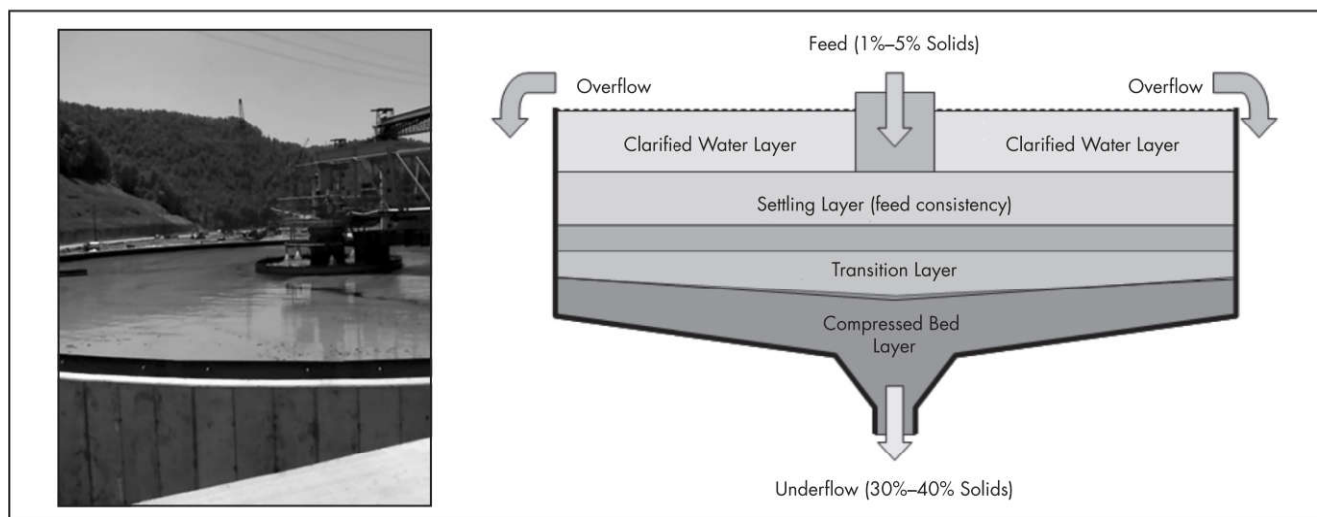 Feed (1%–5% Solids)
Overflow
Overflow
Clarified Water Layer
Clarified Water Layer
Settling Layer (feed consistency)
Transition Layer
Compressed Bed
Layer
Underflow (30%–40% Solids)